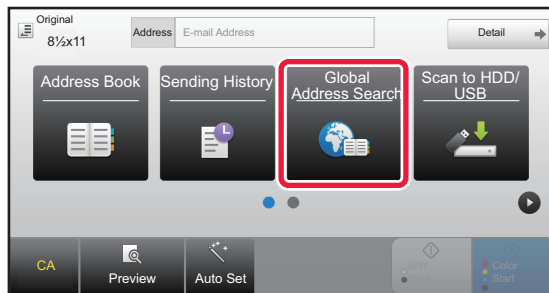 Original
8½x11
Address
E-mail Address
Detail
Address Book
Sending History
Global
Address Search
Scan to HDD/
USB
CA
Preview
Auto Set
B/W
Start
Color
Start